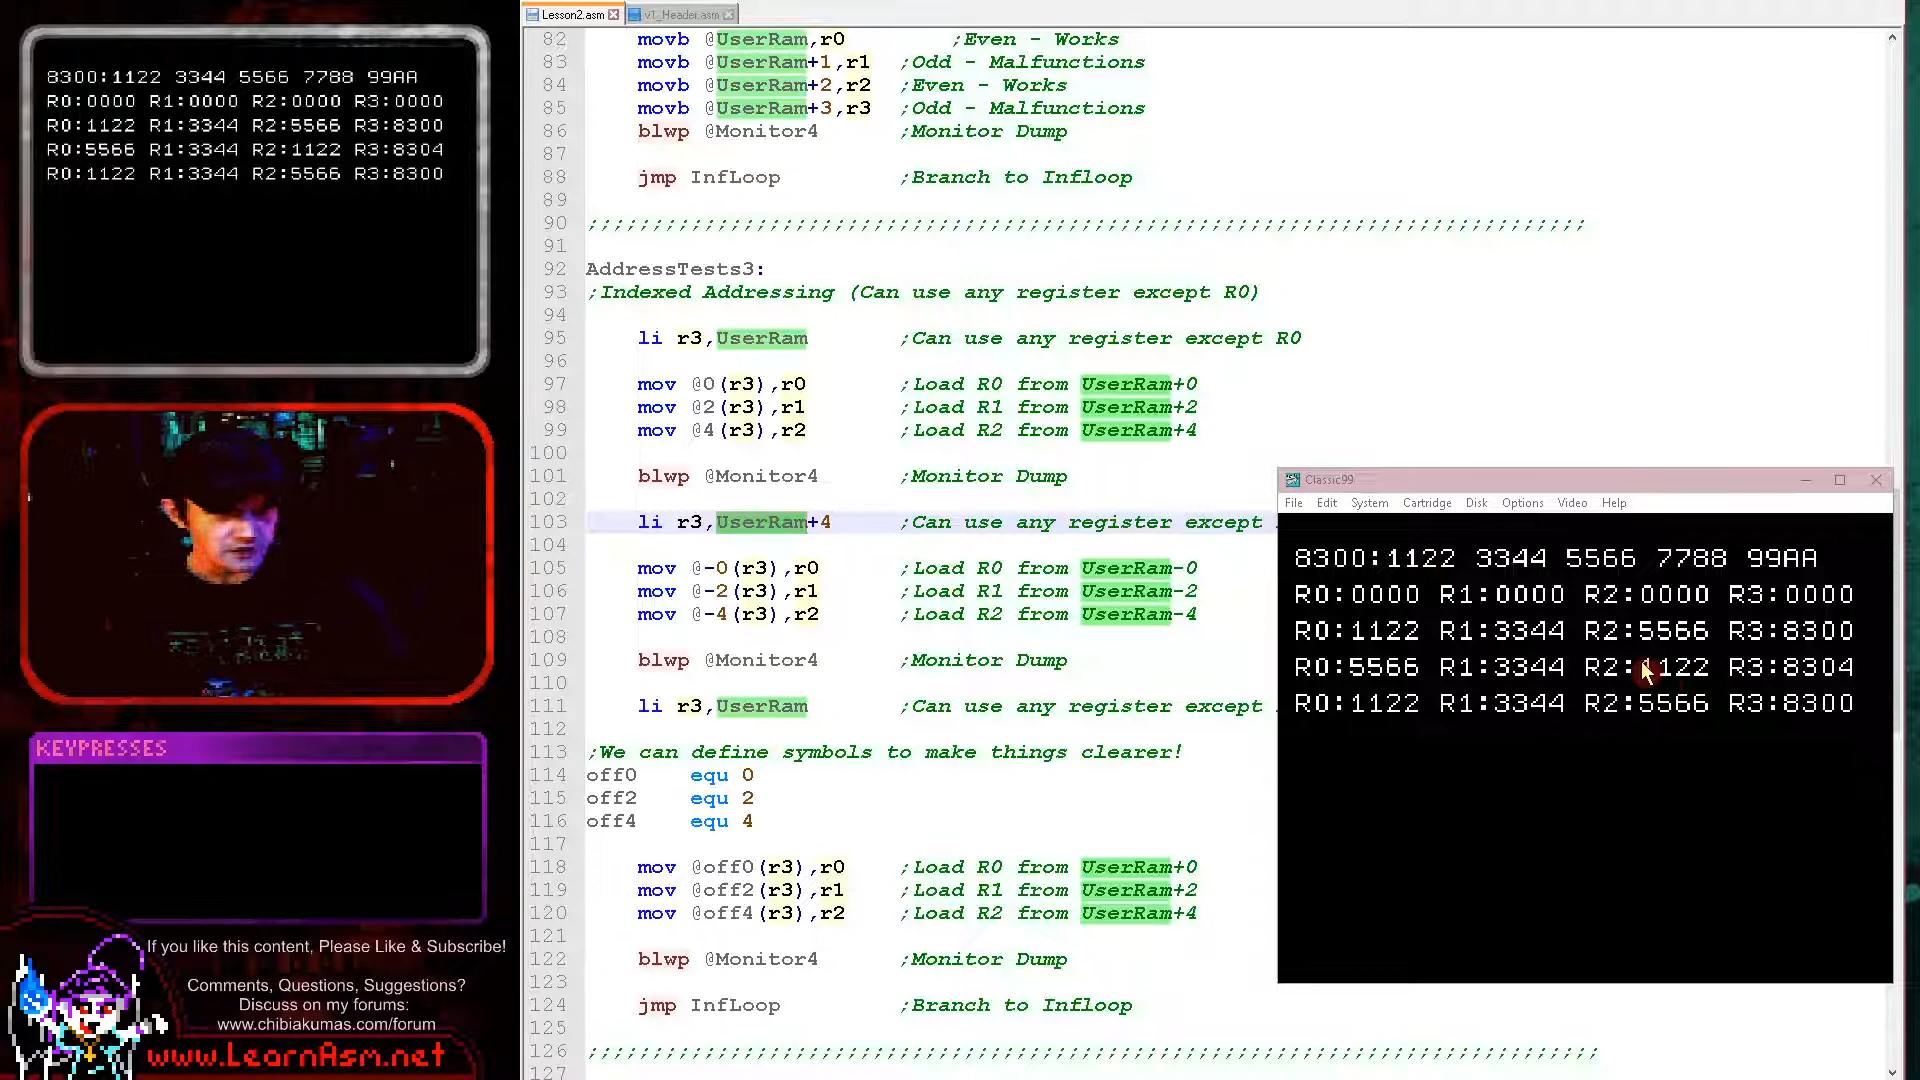 8300:1122 3344 5566 7788 99AA
R0:0000 R1:0000 R2:0000 R3:0000
R0:1122 R1:3344 R2:5566 R3:8300
R0:5566 R1:3344 R2:1122 R3:8304
R0:1122 R1:3344 R2:5566 R3:8300
KEYPRESSES
If you like this content, Please Like & Subscribe!
Comments, Questions, Suggestions?
Discuss on my forums:
www.chibiakumas.com/forum
www.LearnAsm.net
Lesson2.asm
v1_Header.asm
82 movb @UserRam,r0 ;Even - Works
83 movb @UserRam+1,r1 ;Odd - Malfunctions
84 movb @UserRam+2,r2 ;Even - Works
85 movb @UserRam+3,r3 ;Odd - Malfunctions
86 blwp @Monitor4 ;Monitor Dump
87
88 jmp InfLoop ;Branch to Infloop
89
90 ;;;;;;;;;;;;;;;;;;;;;;;;;;;;;;;;;;;;;;;;;;;;;;;;;;;;;;;;;;;;;;;;;;;;;;;;;;;;;
91
92 AddressTests3:
93 ;Indexed Addressing (Can use any register except R0)
94
95 li r3,UserRam ;Can use any register except R0
96
97 mov @0(r3),r0 ;Load R0 from UserRam+0
98 mov @2(r3),r1 ;Load R1 from UserRam+2
99 mov @4(r3),r2 ;Load R2 from UserRam+4
100
101 blwp @Monitor4 ;Monitor Dump
102
103 li r3,UserRam+4 ;Can use any register except
104
105 mov @-0(r3),r0 ;Load R0 from UserRam-0
106 mov @-2(r3),r1 ;Load R1 from UserRam-2
107 mov @-4(r3),r2 ;Load R2 from UserRam-4
108
109 blwp @Monitor4 ;Monitor Dump
110
111 li r3,UserRam ;Can use any register except
112
113 ;We can define symbols to make things clearer!
114 off0 equ 0
115 off2 equ 2
116 off4 equ 4
117
118 mov @off0(r3),r0 ;Load R0 from UserRam+0
119 mov @off2(r3),r1 ;Load R1 from UserRam+2
120 mov @off4(r3),r2 ;Load R2 from UserRam+4
121
122 blwp @Monitor4 ;Monitor Dump
123
124 jmp InfLoop ;Branch to Infloop
125
126 ;;;;;;;;;;;;;;;;;;;;;;;;;;;;;;;;;;;;;;;;;;;;;;;;;;;;;;;;;;;;;;;;;;;;;;;;;;;;;;
127
Classic99
File Edit System Cartridge Disk Options Video Help
8300:1122 3344 5566 7788 99AA
R0:0000 R1:0000 R2:0000 R3:0000
R0:1122 R1:3344 R2:5566 R3:8300
R0:5566 R1:3344 R2:1122 R3:8304
R0:1122 R1:3344 R2:5566 R3:8300